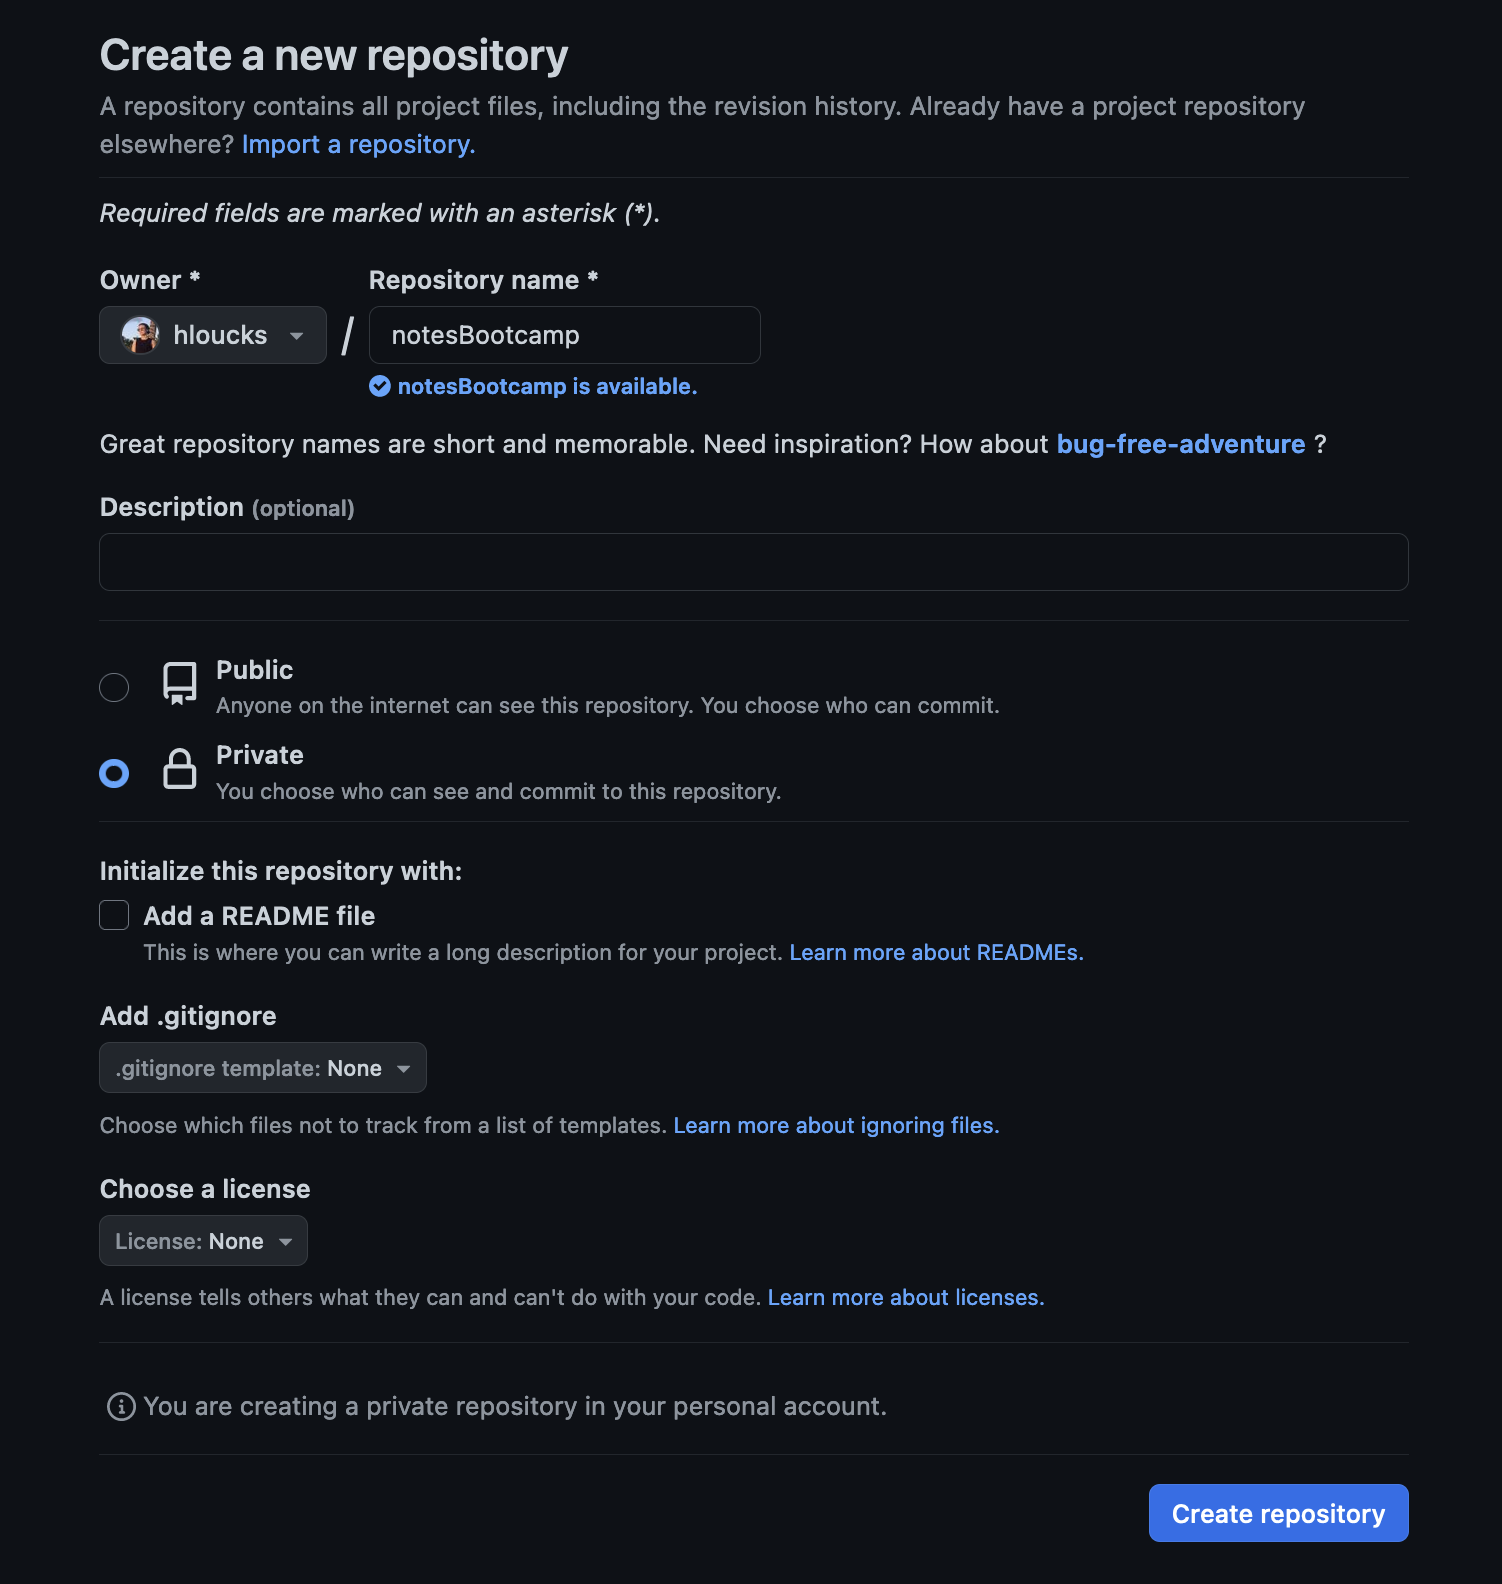 Create a new repository
A repository contains all project files, including the revision history. Already have a project repository
elsewhere? Import a repository.
Required fields are marked with an asterisk (*).
Owner * Repository name *
hloucks / notesBootcamp
notesBootcamp is available.
Great repository names are short and memorable. Need inspiration? How about bug-free-adventure ?
Description (optional)
Public
Anyone on the internet can see this repository. You choose who can commit.
Private
You choose who can see and commit to this repository.
Initialize this repository with:
Add a README file
This is where you can write a long description for your project. Learn more about READMEs.
Add .gitignore
.gitignore template: None
Choose which files not to track from a list of templates. Learn more about ignoring files.
Choose a license
License: None
A license tells others what they can and can't do with your code. Learn more about licenses.
You are creating a private repository in your personal account.
Create repository